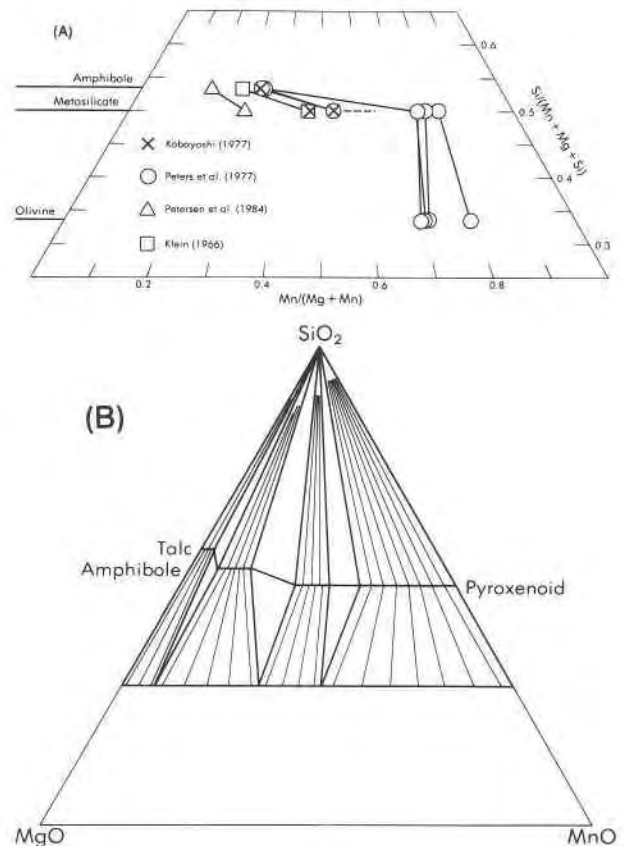 (A)
0.6
Amphibole
Metasilicate
0.5
Si/(Mn + Mg + Si)
Kobayashi (1977)
Peters et al. (1977)
0.4
Petersen et al. (1984)
Olivine
Klein (1966)
0.3
0.2
0.4
0.6
0.8
Mn/(Mg + Mn)
SiO₂
(B)
Talc
Amphibole
Pyroxenoid
MgO
MnO